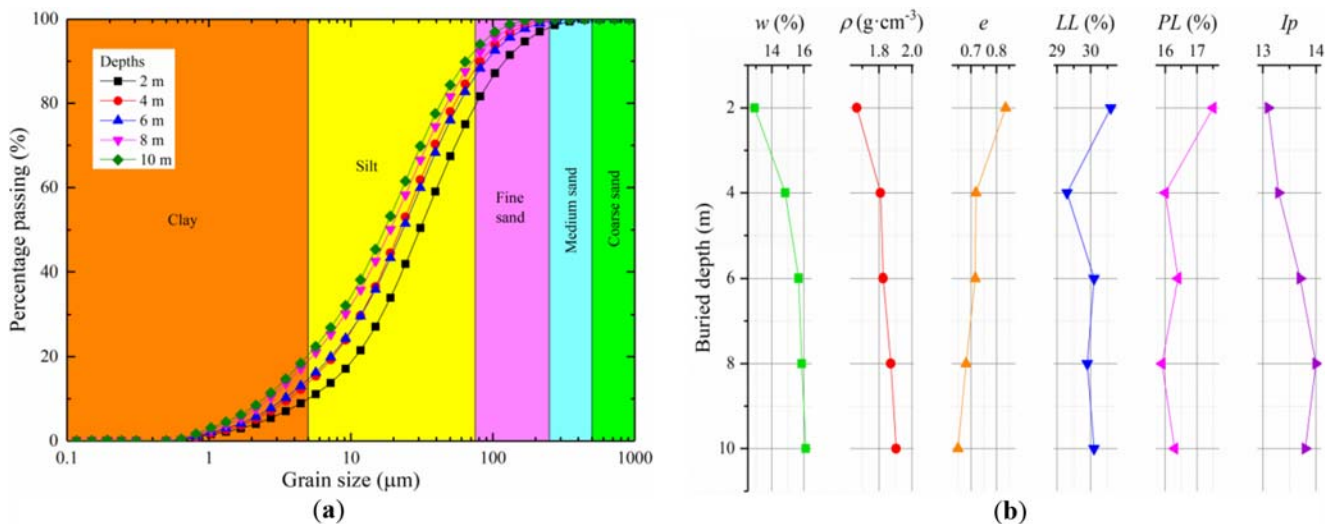 100
80
60
40
20
0
Percentage passing (%)
Depths
2 m
4 m
6 m
8 m
10 m
Clay
Silt
Fine
sand
Medium sand
Coarse sand
0.1 1 10 100 1000
Grain size (μm)
(a)
w (%) ρ (g·cm-3) e LL (%) PL (%) Ip
14 16 1.8 2.0 0.7 0.8 29 30 16 17 13 14
2
4
6
8
10
Buried depth (m)
(b)